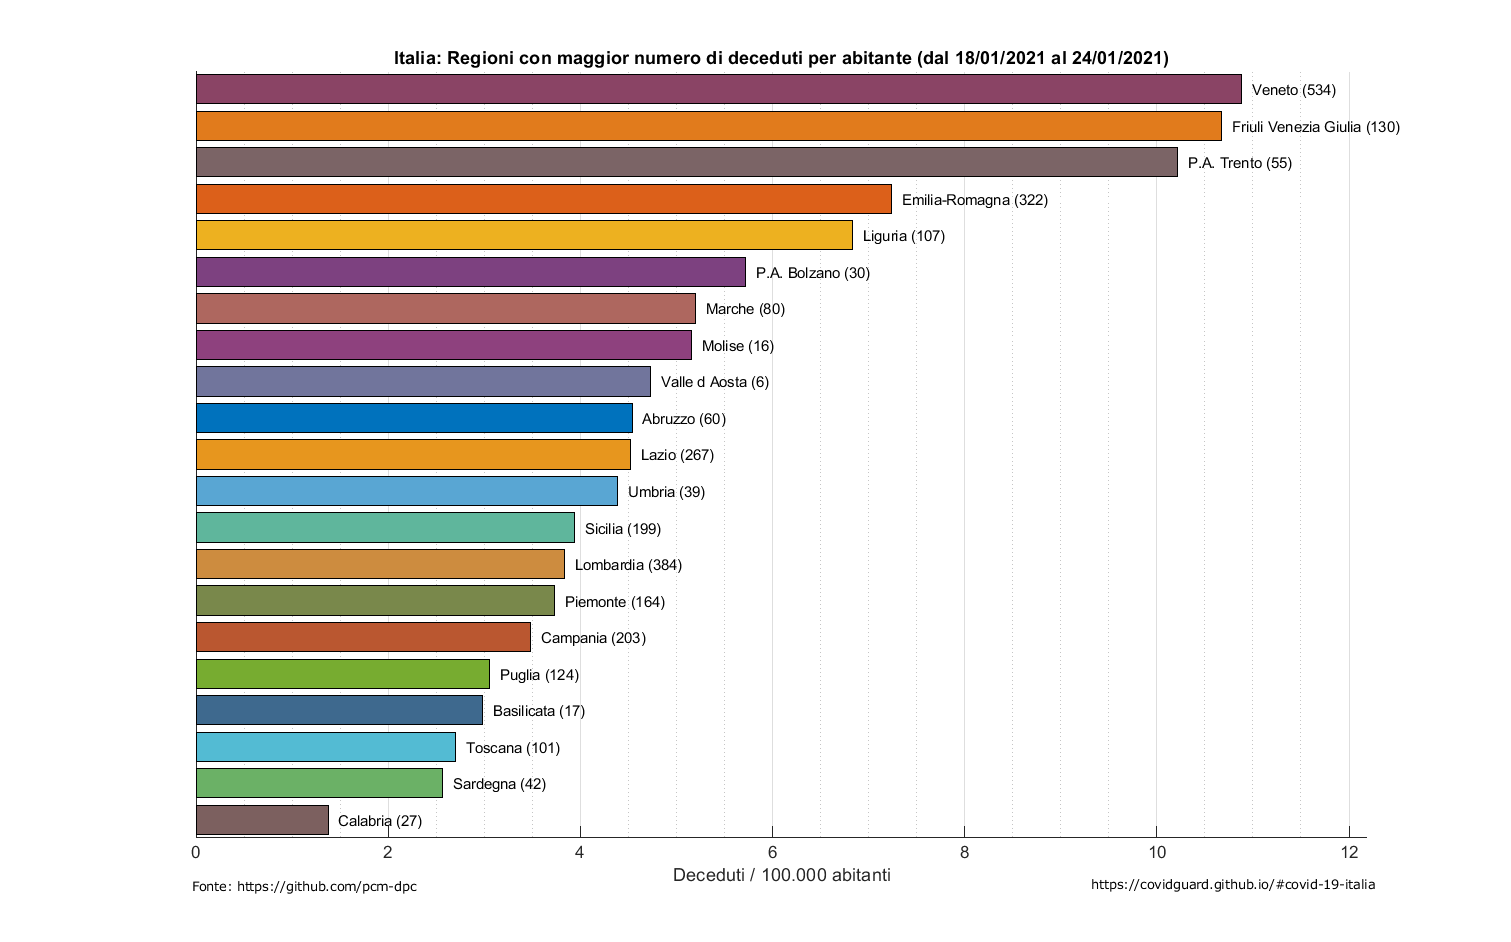 Italia: Regioni con maggior numero di deceduti per abitante (dal 18/01/2021 al 24/01/2021)
Veneto (534)
Friuli Venezia Giulia (130)
P.A. Trento (55)
Emilia-Romagna (322)
Liguria (107)
P.A. Bolzano (30)
Marche (80)
Molise (16)
Valle d Aosta (6)
Abruzzo (60)
Lazio (267)
Umbria (39)
Sicilia (199)
Lombardia (384)
Piemonte (164)
Campania (203)
Puglia (124)
Basilicata (17)
Toscana (101)
Sardegna (42)
Calabria (27)
0 2 4 6 8 10 12
Deceduti / 100.000 abitanti
Fonte: https://github.com/pcm-dpc
https://covidguard.github.io/#covid-19-italia